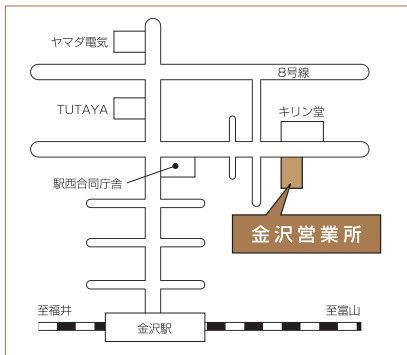 ヤマダ電気
8号線
TUTAYA
キリン堂
駅西合同庁舎
金沢営業所
至福井
至富山
金沢駅